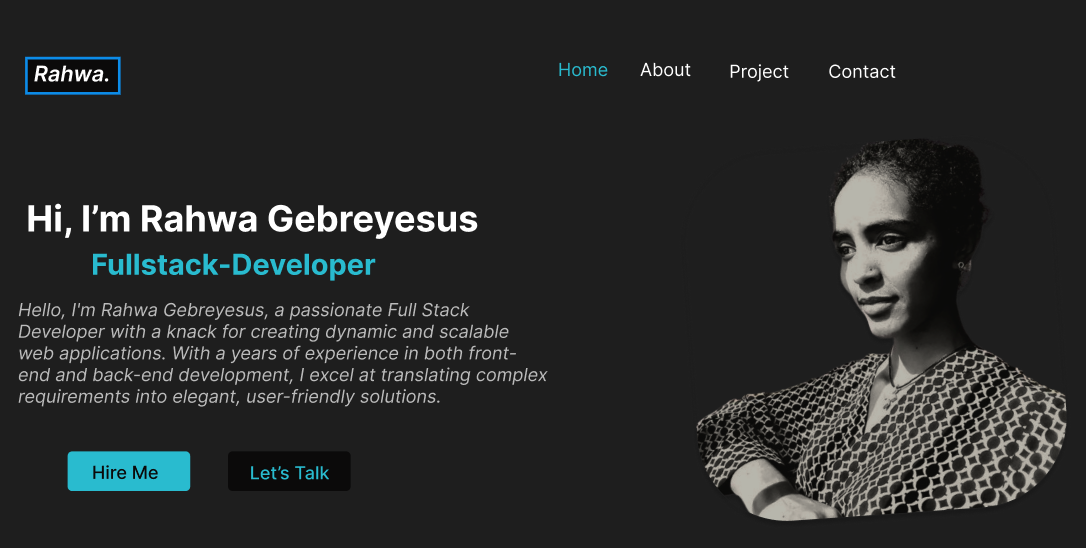 Rahwa.
Home About Project Contact
Hi, I’m Rahwa Gebreyesus
Fullstack-Developer
Hello, I'm Rahwa Gebreyesus, a passionate Full Stack
Developer with a knack for creating dynamic and scalable
web applications. With a years of experience in both front-
end and back-end development, I excel at translating complex
requirements into elegant, user-friendly solutions.
Hire Me
Let’s Talk